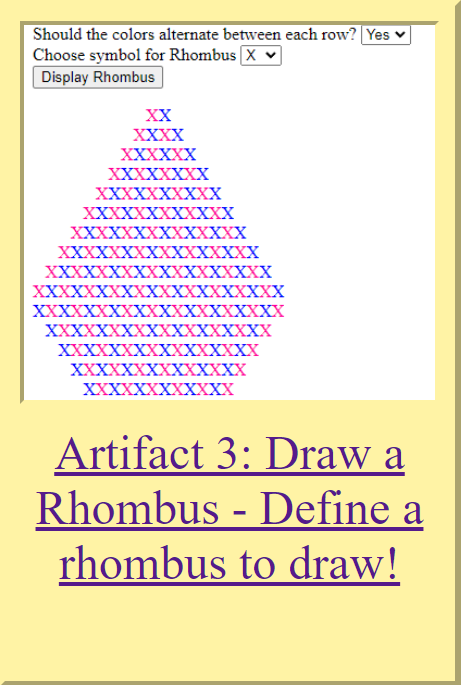 Should the colors alternate between each row? Yes
Choose symbol for Rhombus X
Display Rhombus
XX
XXXX
XXXXXX
XXXXXXXX
XXXXXXXXXX
XXXXXXXXXXXX
XXXXXXXXXXXXXX
XXXXXXXXXXXXXXXX
XXXXXXXXXXXXXXXXXX
XXXXXXXXXXXXXXXXXXXX
XXXXXXXXXXXXXXXXXXXX
XXXXXXXXXXXXXXXXXX
XXXXXXXXXXXXXXXX
XXXXXXXXXXXXXX
XXXXXXXXXXXX
Artifact 3: Draw a
Rhombus - Define a
rhombus to draw!